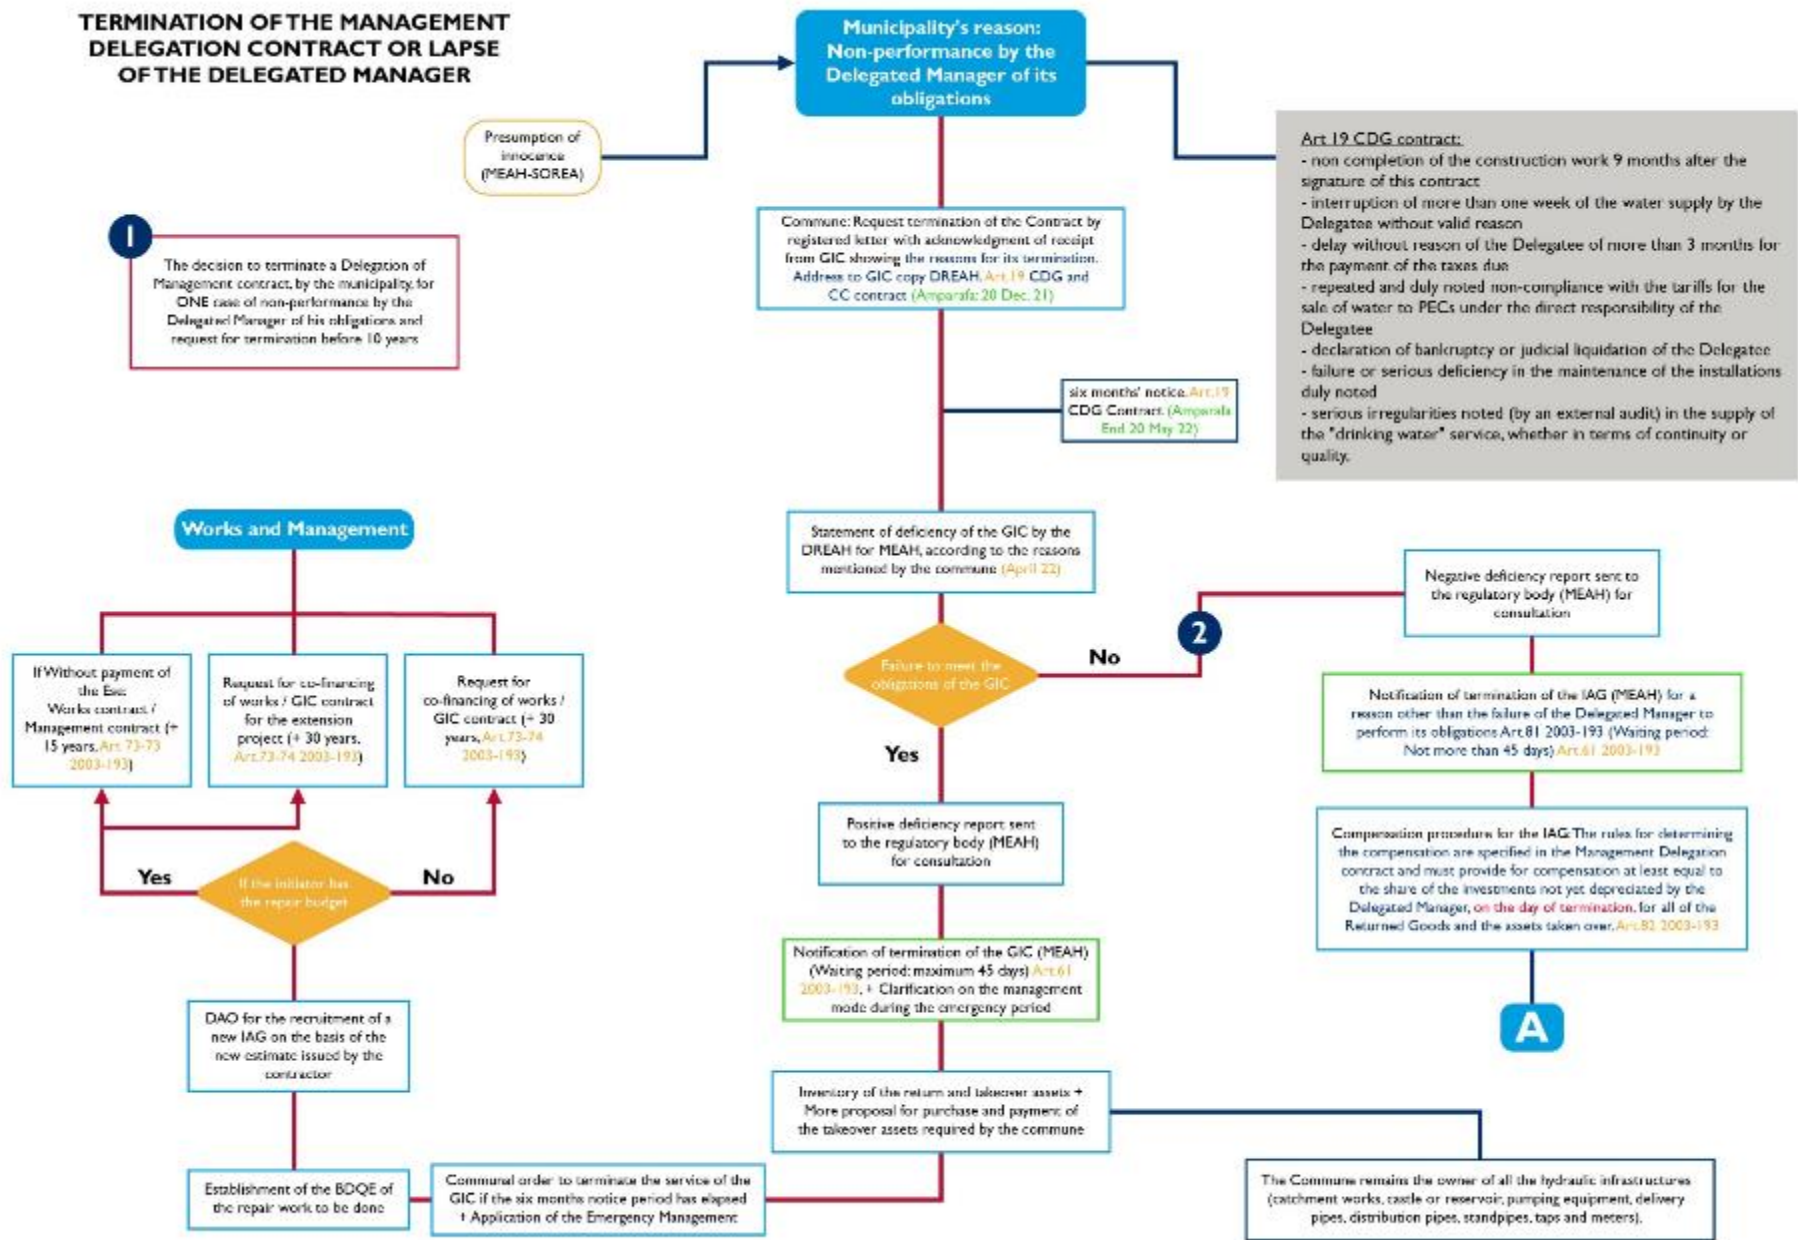 TERMINATION OF THE MANAGEMENT
DELEGATION CONTRACT OR LAPSE
OF THE DELEGATED MANAGER
Municipality's reason:
Non-performance by the
Delegated Manager of its
obligations
Presumption of
innocence
(MEAH-SOREA)
Art 19 CDG contract:
- non completion of the construction work 9 months after the
signature of this contract
- interruption of more than one week of the water supply by the
Delegatee without valid reason
- delay without reason of the Delegatee of more than 3 months for
the payment of the taxes due
- repeated and duly noted non-compliance with the tariffs for the
sale of water to PECs under the direct responsibility of the
Delegatee
- declaration of bankruptcy or judicial liquidation of the Delegatee
- failure or serious deficiency in the maintenance of the installations
duly noted
- serious irregularities noted (by an external audit) in the supply of
the "drinking water" service, whether in terms of continuity or
quality.
1
The decision to terminate a Delegation of
Management contract, by the municipality, for
ONE case of non-performance by the
Delegated Manager of his obligations and
request for termination before 10 years
Commune: Request termination of the Contract by
registered letter with acknowledgment of receipt
from GIC showing the reasons for its termination.
Address to GIC copy DREAH. Art.19 CDG and
CC contract (Amparafa: 20 Dec. 21)
six months' notice. Art.19
CDG Contract. (Amparafa
End 20 May 22)
Statement of deficiency of the GIC by the
DREAH for MEAH, according to the reasons
mentioned by the commune (April 22)
Failure to meet the
obligations of the GIC
No
2
Yes
Negative deficiency report sent to
the regulatory body (MEAH) for
consultation
Notification of termination of the IAG (MEAH) for a
reason other than the failure of the Delegated Manager to
perform its obligations Art.81 2003-193 (Waiting period:
Not more than 45 days) Art.61 2003-193
Compensation procedure for the IAG: The rules for determining
the compensation are specified in the Management Delegation
contract and must provide for compensation at least equal to
the share of the investments not yet depreciated by the
Delegated Manager, on the day of termination, for all of the
Returned Goods and the assets taken over. Art.82 2003-193
A
Positive deficiency report sent
to the regulatory body (MEAH)
for consultation
Notification of termination of the GIC (MEAH)
(Waiting period: maximum 45 days) Art.61
2003-193. + Clarification on the management
mode during the emergency period
Inventory of the return and takeover assets +
More proposal for purchase and payment of
the takeover assets required by the commune
The Commune remains the owner of all the hydraulic infrastructures
(catchment works, castle or reservoir, pumping equipment, delivery
pipes, distribution pipes, standpipes, taps and meters).
Communal order to terminate the service of the
GIC if the six months notice period has elapsed
+ Application of the Emergency Management
Establishment of the BDQE of
the repair work to be done
DAO for the recruitment of a
new IAG on the basis of the
new estimate issued by the
contractor
If the initiator has
the repair budget
Yes
No
Works and Management
If Without payment of
the Ese:
Works contract /
Management contract (+
15 years. Art. 73-73
2003-193)
Request for co-financing
of works / GIC contract
for the extension
project (+ 30 years.
Art.73-74 2003-193)
Request for
co-financing of works /
GIC contract (+ 30
years, Art.73-74
2003-193)